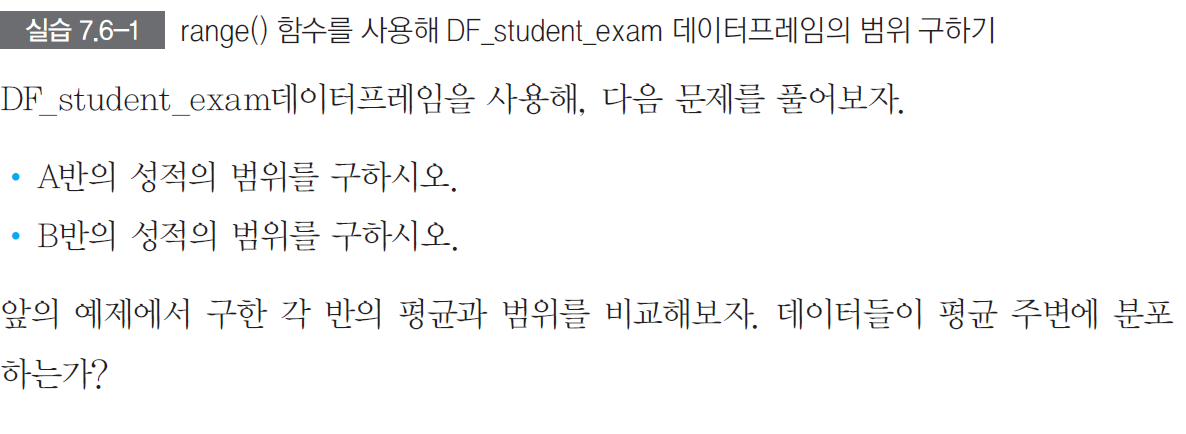 실습 7.6-1 range() 함수를 사용해 DF_student_exam 데이터프레임의 범위 구하기
DF_student_exam데이터프레임을 사용해, 다음 문제를 풀어보자.
• A반의 성적의 범위를 구하시오.
• B반의 성적의 범위를 구하시오.
앞의 예제에서 구한 각 반의 평균과 범위를 비교해보자. 데이터들이 평균 주변에 분포
하는가?